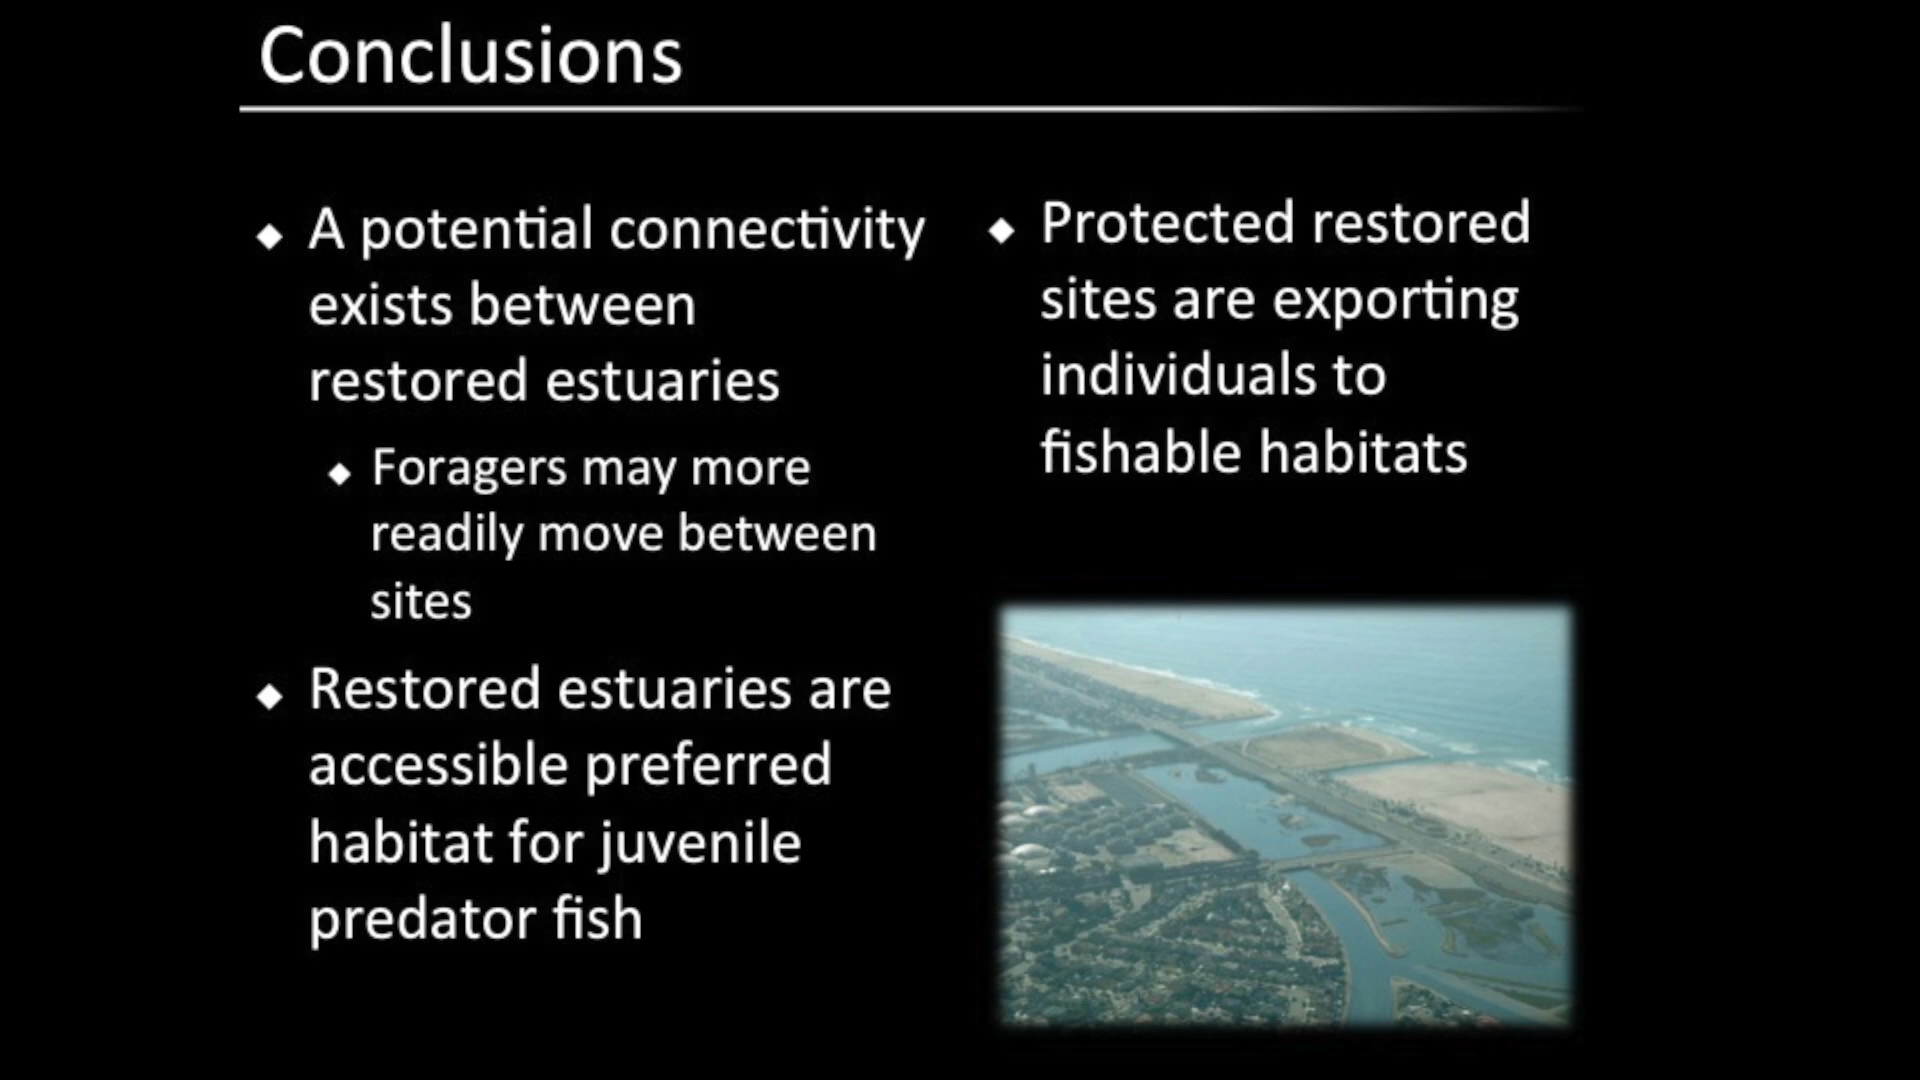 Conclusions
A potential connectivity
exists between
restored estuaries
Foragers may more
readily move between
sites
Restored estuaries are
accessible preferred
habitat for juvenile
predator fish
Protected restored
sites are exporting
individuals to
fishable habitats